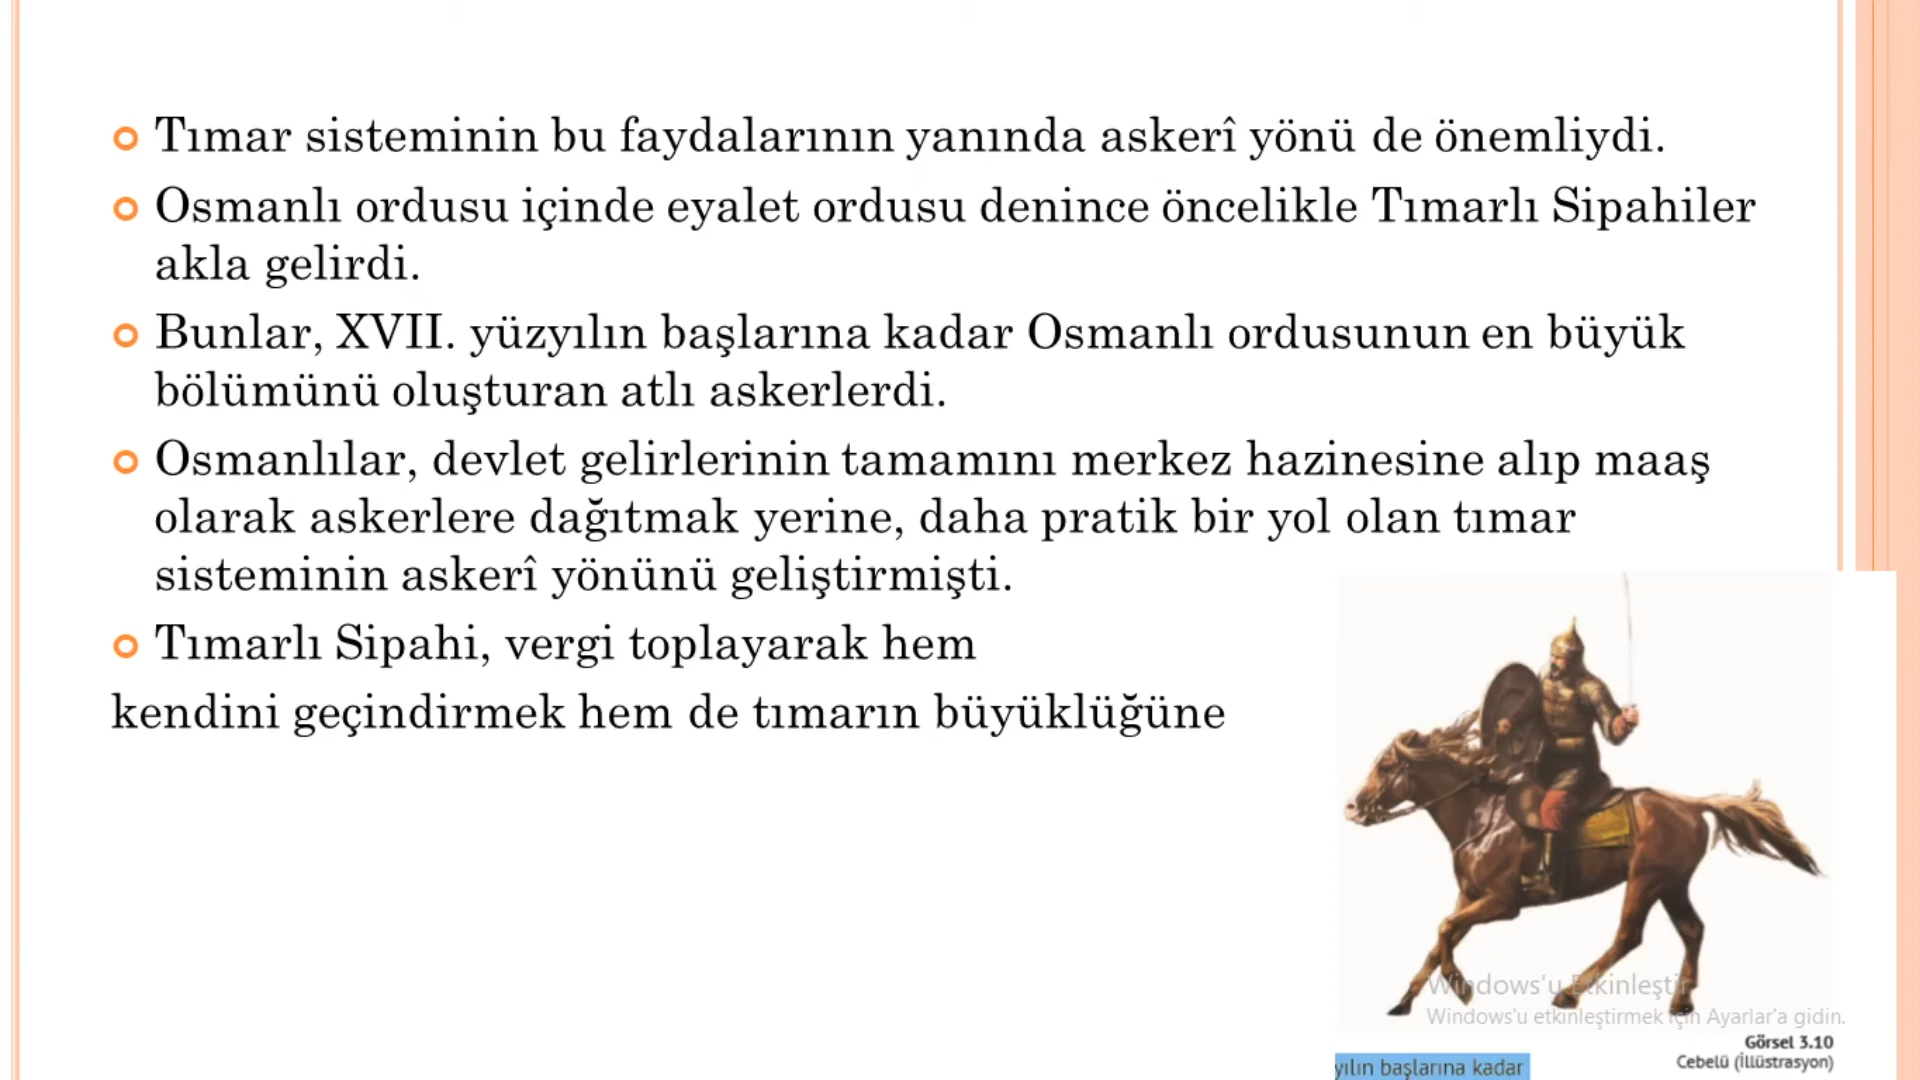 Tımar sisteminin bu faydalarının yanında askerî yönü de önemliydi.
Osmanlı ordusu içinde eyalet ordusu denince öncelikle Tımarlı Sipahiler
akla gelirdi.
Bunlar, XVII. yüzyılın başlarına kadar Osmanlı ordusunun en büyük
bölümünü oluşturan atlı askerlerdi.
Osmanlılar, devlet gelirlerinin tamamını merkez hazinesine alıp maaş
olarak askerlere dağıtmak yerine, daha pratik bir yol olan tımar
sisteminin askerî yönünü geliştirmişti.
Tımarlı Sipahi, vergi toplayarak hem
kendini geçindirmek hem de tımarın büyüklüğüne
Windows'u Etkinleştir
Windows'u etkinleştirmek için Ayarlar'a gidin.
Görsel 3.10
Cebelü (İllüstrasyon)
yılın başlarına kadar